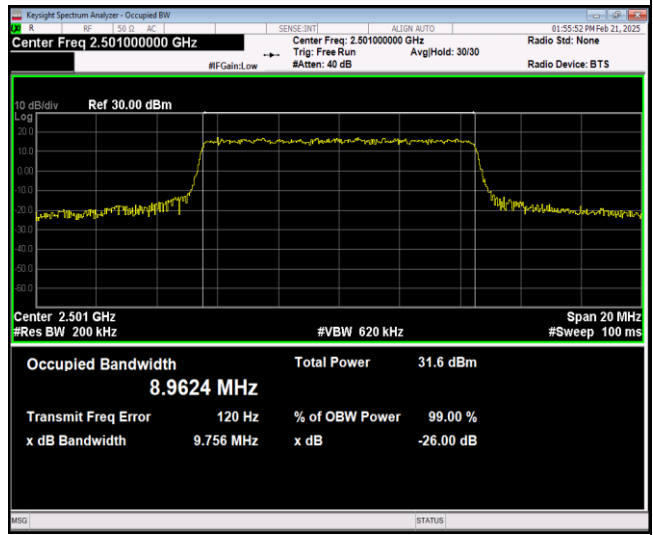 Keysight Spectrum Analyzer - Occupied BW
LXI R RF 50 Ω AC SENSE:INT ALIGN AUTO 01:55:52 PM Feb 21, 2025
Center Freq 2.501000000 GHz
Center Freq: 2.501000000 GHz Radio Std: None
Trig: Free Run Avg|Hold: 30/30
#IFGain:Low #Atten: 40 dB Radio Device: BTS
10 dB/div Ref 30.00 dBm
Log
20.0
10.0
0.00
-10.0
-20.0
-30.0
-40.0
-50.0
-60.0
Center 2.501 GHz Span 20 MHz
#Res BW 200 kHz #VBW 620 kHz #Sweep 100 ms
Occupied Bandwidth Total Power 31.6 dBm
8.9624 MHz
Transmit Freq Error 120 Hz % of OBW Power 99.00 %
x dB Bandwidth 9.756 MHz x dB -26.00 dB
MSG STATUS